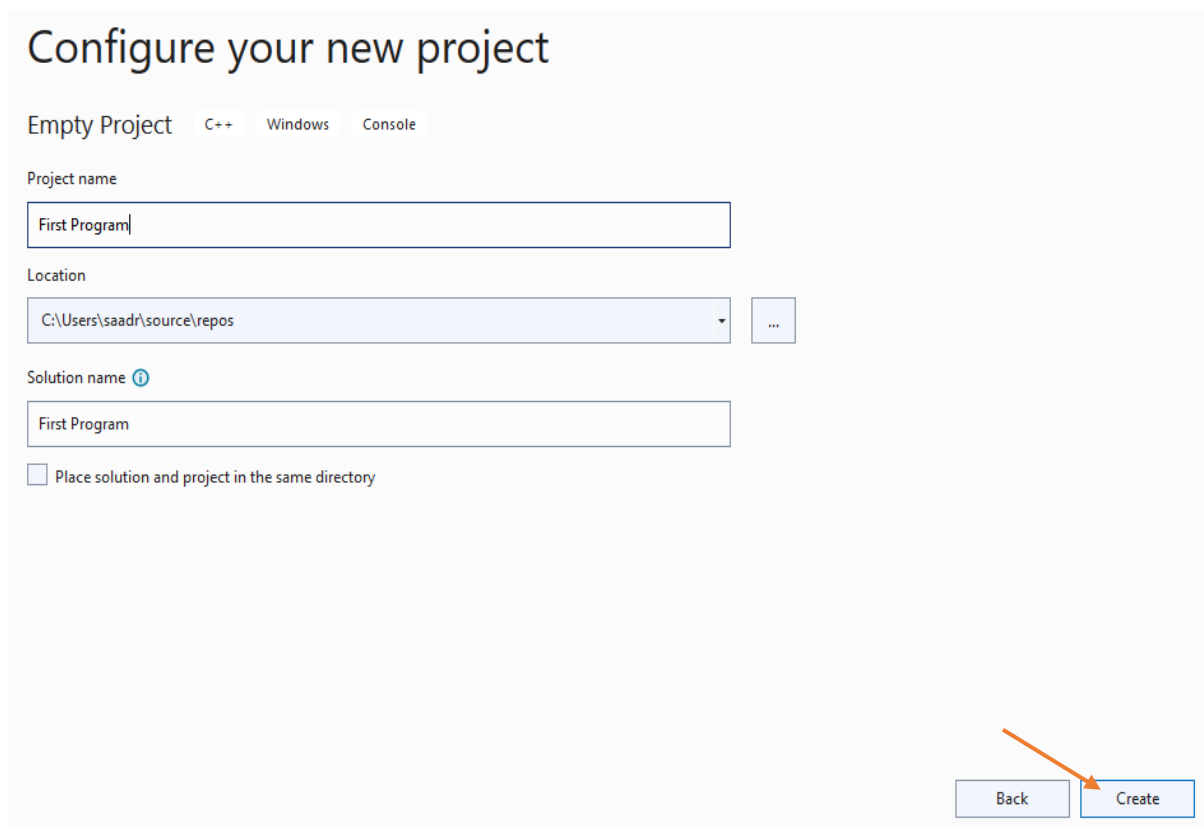 Configure your new project
Empty Project C++ Windows Console
Project name
First Program
Location
C:\Users\saadr\source\repos
...
Solution name
First Program
Place solution and project in the same directory
Back Create